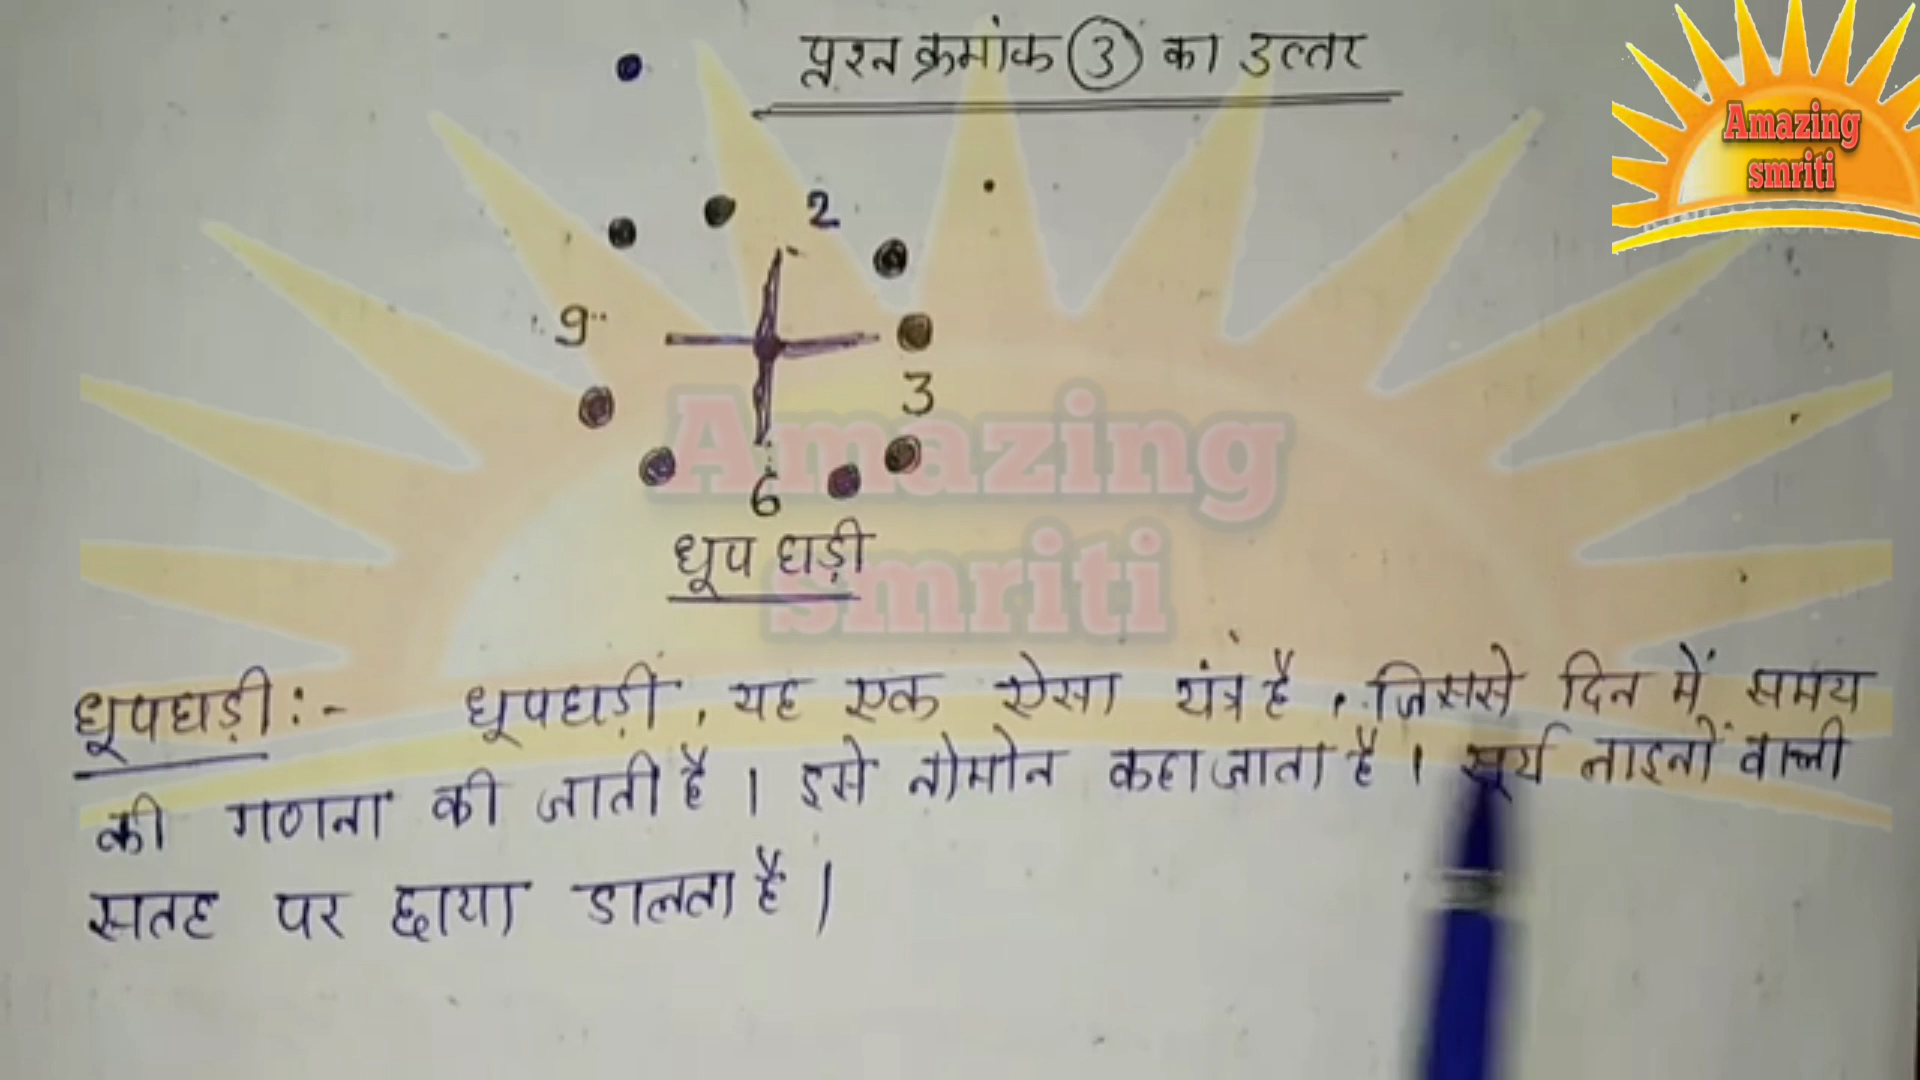 प्रश्न क्रमांक ③ का उत्तर
Amazing
smriti
2
9
3
6
धूप घड़ी
Amazing
smriti
धूपघड़ी :- धूपघड़ी, यह एक ऐसा यंत्र है, जिससे दिन में समय
की गणना की जाती है । इसे नोमोन कहा जाता है । सूर्य लाइनों वाली
सतह पर छाया डालता है ।